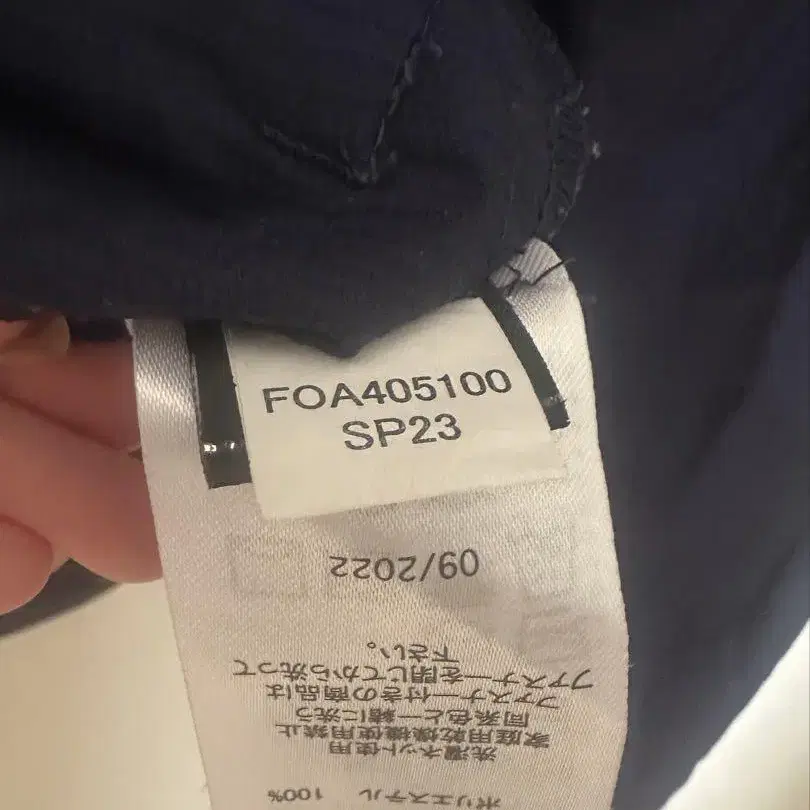 FOA405100
SP23
ポリエステル 100%
洗濯ネット使用
家庭用乾燥機使用禁止
同系色と一緒に洗う
ファスナー付きの商品は
ファスナーを閉じてから洗って
下さい。
09/2022